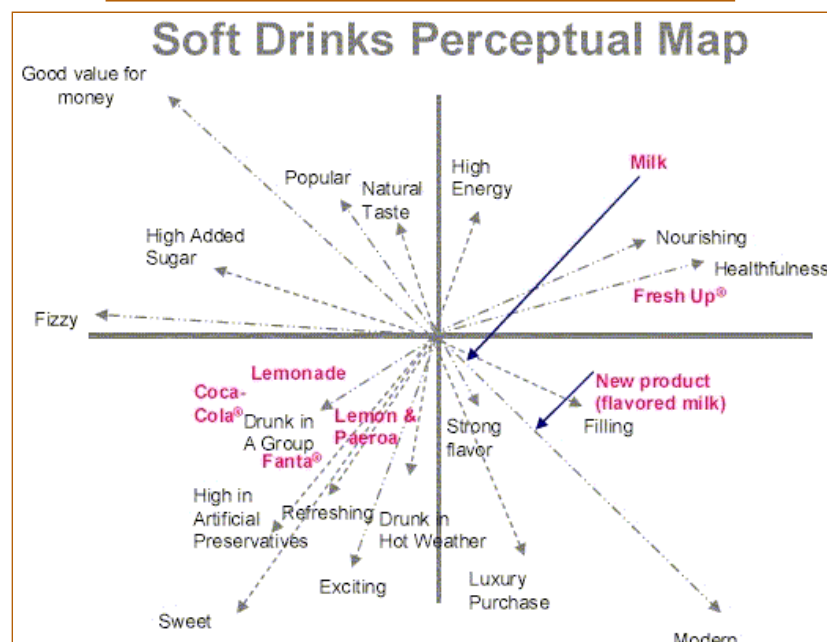 Soft Drinks Perceptual Map
Good value for
money
Popular
Natural
Taste
High
Energy
Milk
High Added
Sugar
Nourishing
Healthfulness
Fresh Up®
Fizzy
Lemonade
Coca-
Cola®
Drunk in
A Group
Lemon &
Paeroa
Fanta®
Strong
flavor
New product
(flavored milk)
Filling
High in
Artificial
Preservatives
Refreshing
Drunk in
Hot Weather
Exciting
Luxury
Purchase
Sweet
Modern